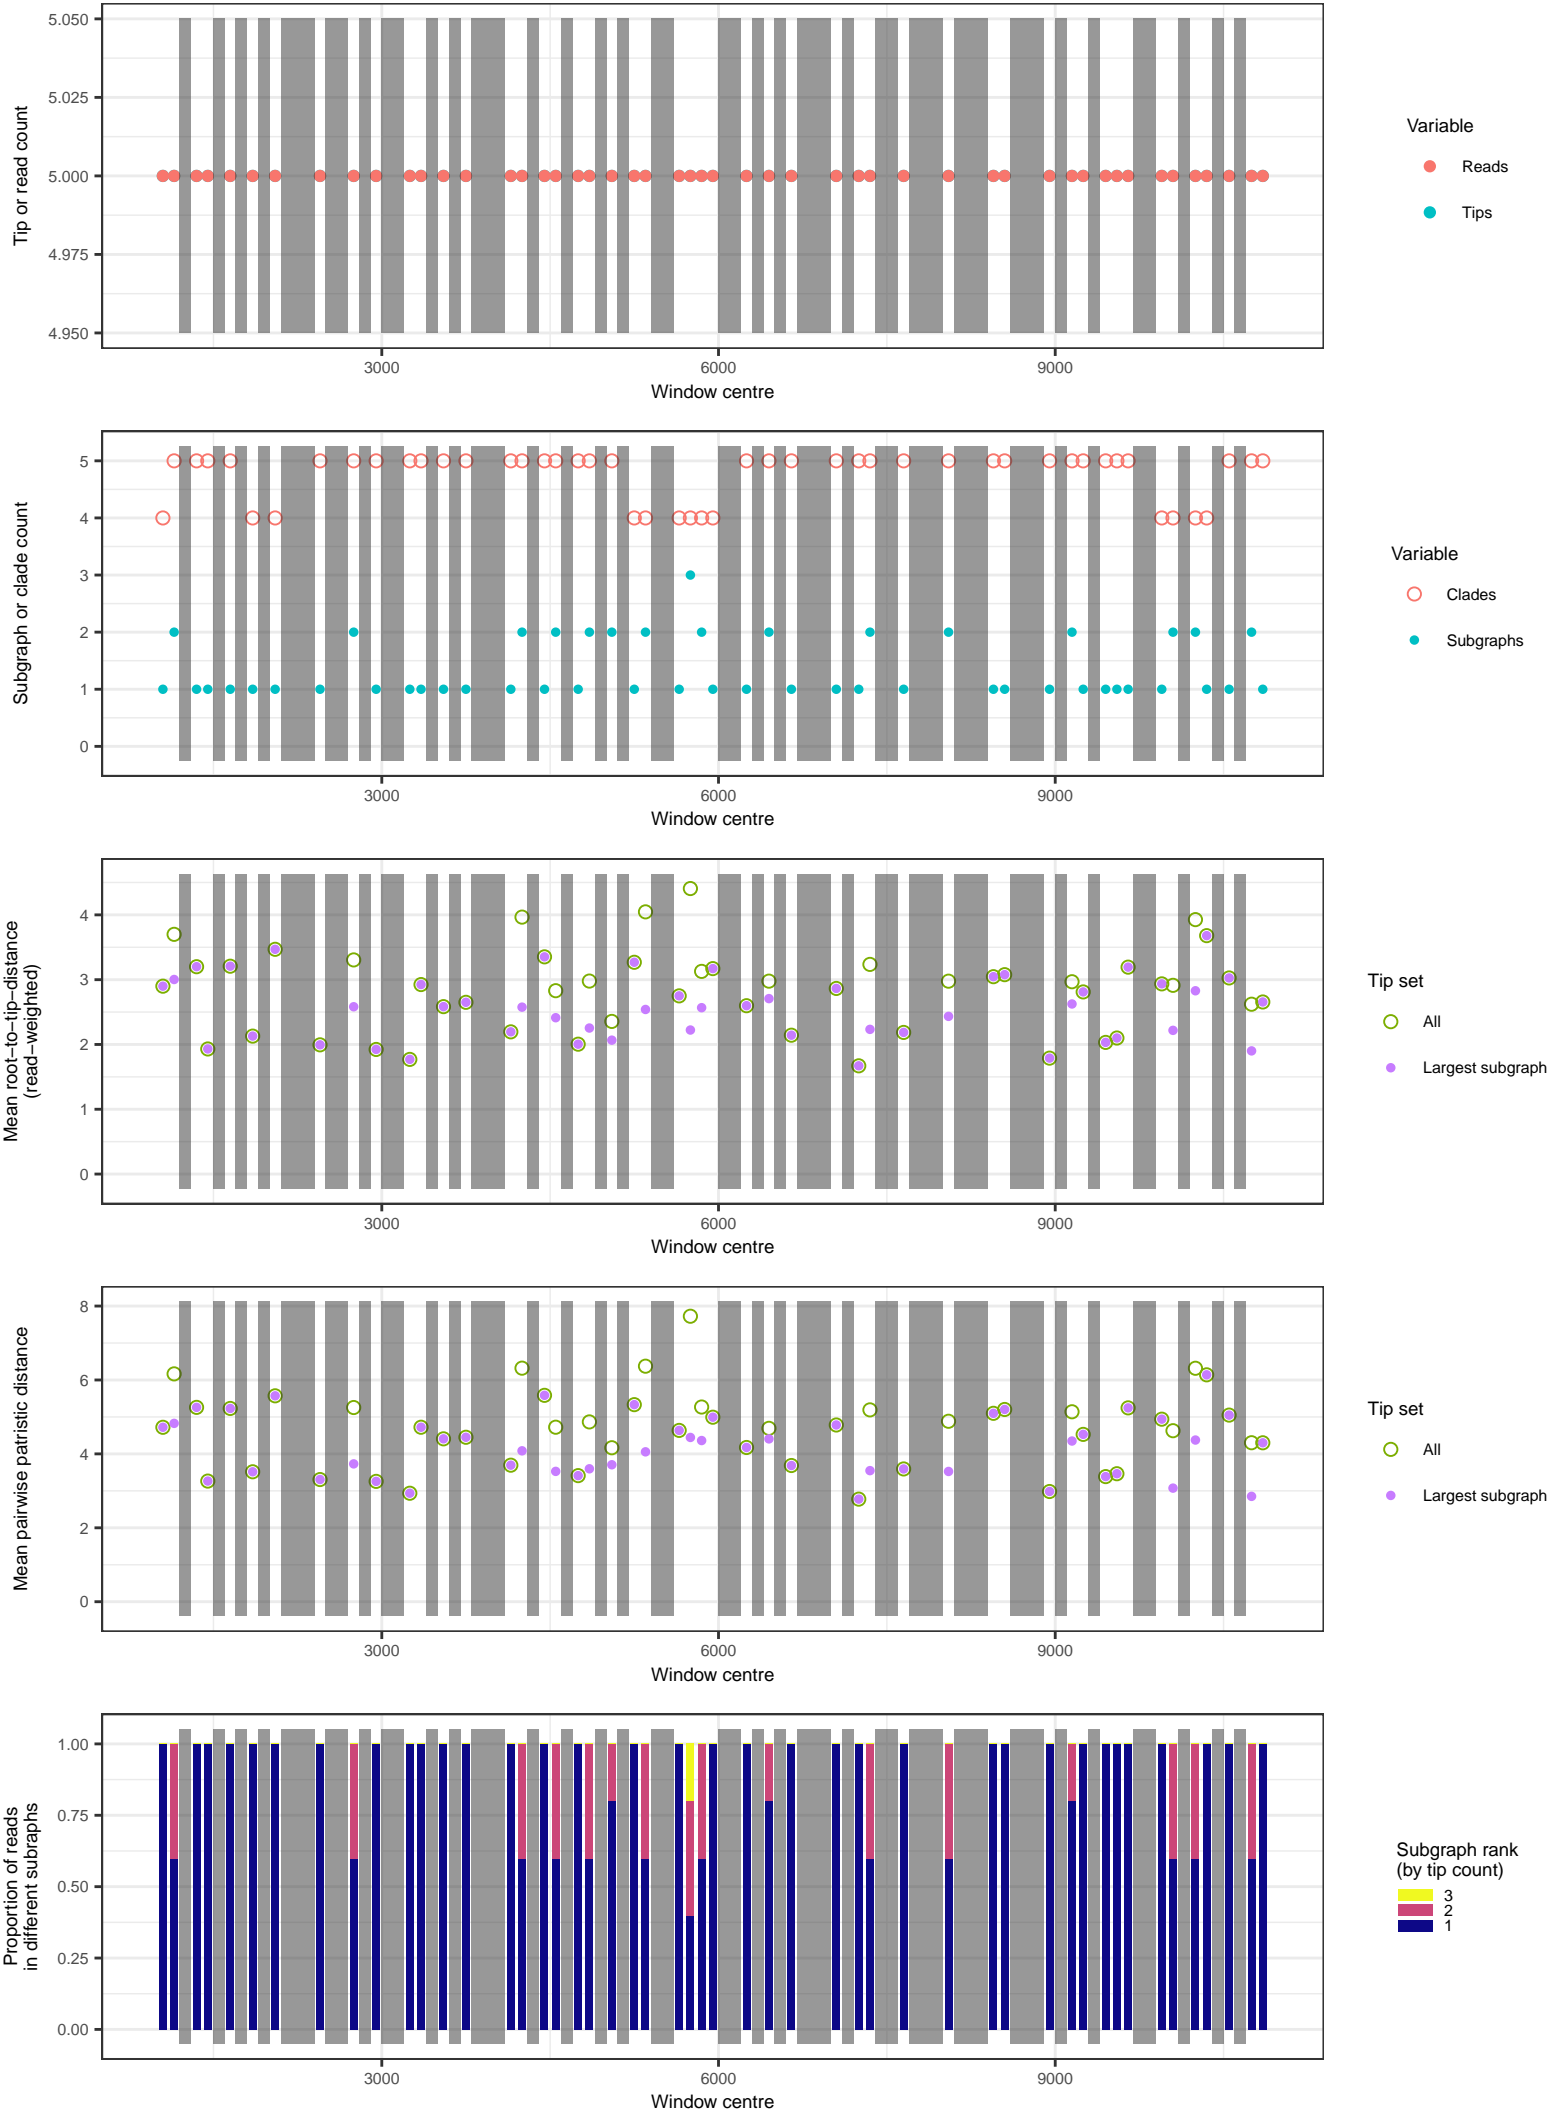 5.050
5.025
5.000
4.975
4.950
Tip or read count
3000
6000
9000
Window centre
Variable
Reads
Tips
5
4
3
2
1
0
Subgraph or clade count
3000
6000
9000
Window centre
Variable
Clades
Subgraphs
4
3
2
1
0
Mean root−to−tip−distance
(read−weighted)
3000
6000
9000
Window centre
Tip set
All
Largest subgraph
8
6
4
2
0
Mean pairwise patristic distance
3000
6000
9000
Window centre
Tip set
All
Largest subgraph
1.00
0.75
0.50
0.25
0.00
Proportion of reads
in different subraphs
3000
6000
9000
Window centre
Subgraph rank
(by tip count)
3
2
1